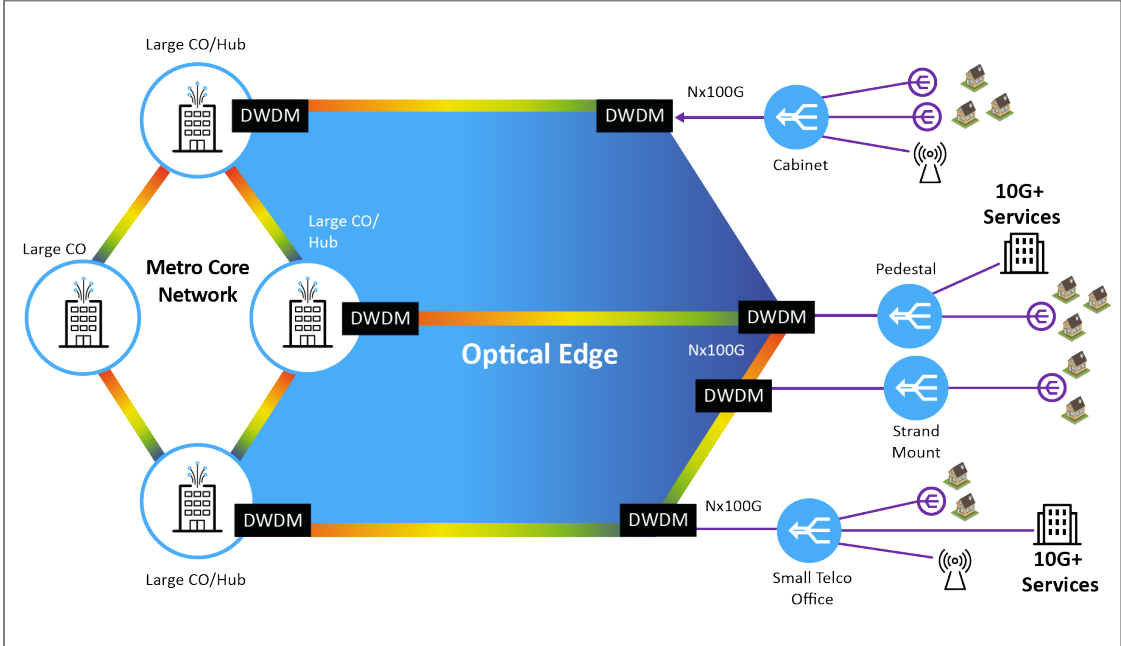 Large CO/Hub
DWDM
DWDM
Nx100G
Cabinet
10G+
Services
Large CO/
Hub
Large CO
Metro Core
Network
Pedestal
DWDM
DWDM
Optical Edge
Nx100G
DWDM
Strand
Mount
Nx100G
DWDM
DWDM
10G+
Services
Small Telco
Office
Large CO/Hub